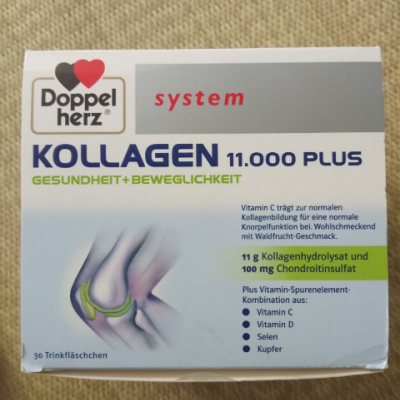 Doppel
herz®
system
KOLLAGEN 11.000 PLUS
GESUNDHEIT+BEWEGLICHKEIT
Vitamin C trägt zur normalen
Kollagenbildung für eine normale
Knorpelfunktion bei. Wohlschmeckend
mit Waldfrucht-Geschmack.
11 g Kollagenhydrolysat und
100 mg Chondroitinsulfat
Plus Vitamin-Spurenelement-
Kombination aus:
• Vitamin C
• Vitamin D
• Selen
• Kupfer
30 Trinkfläschchen